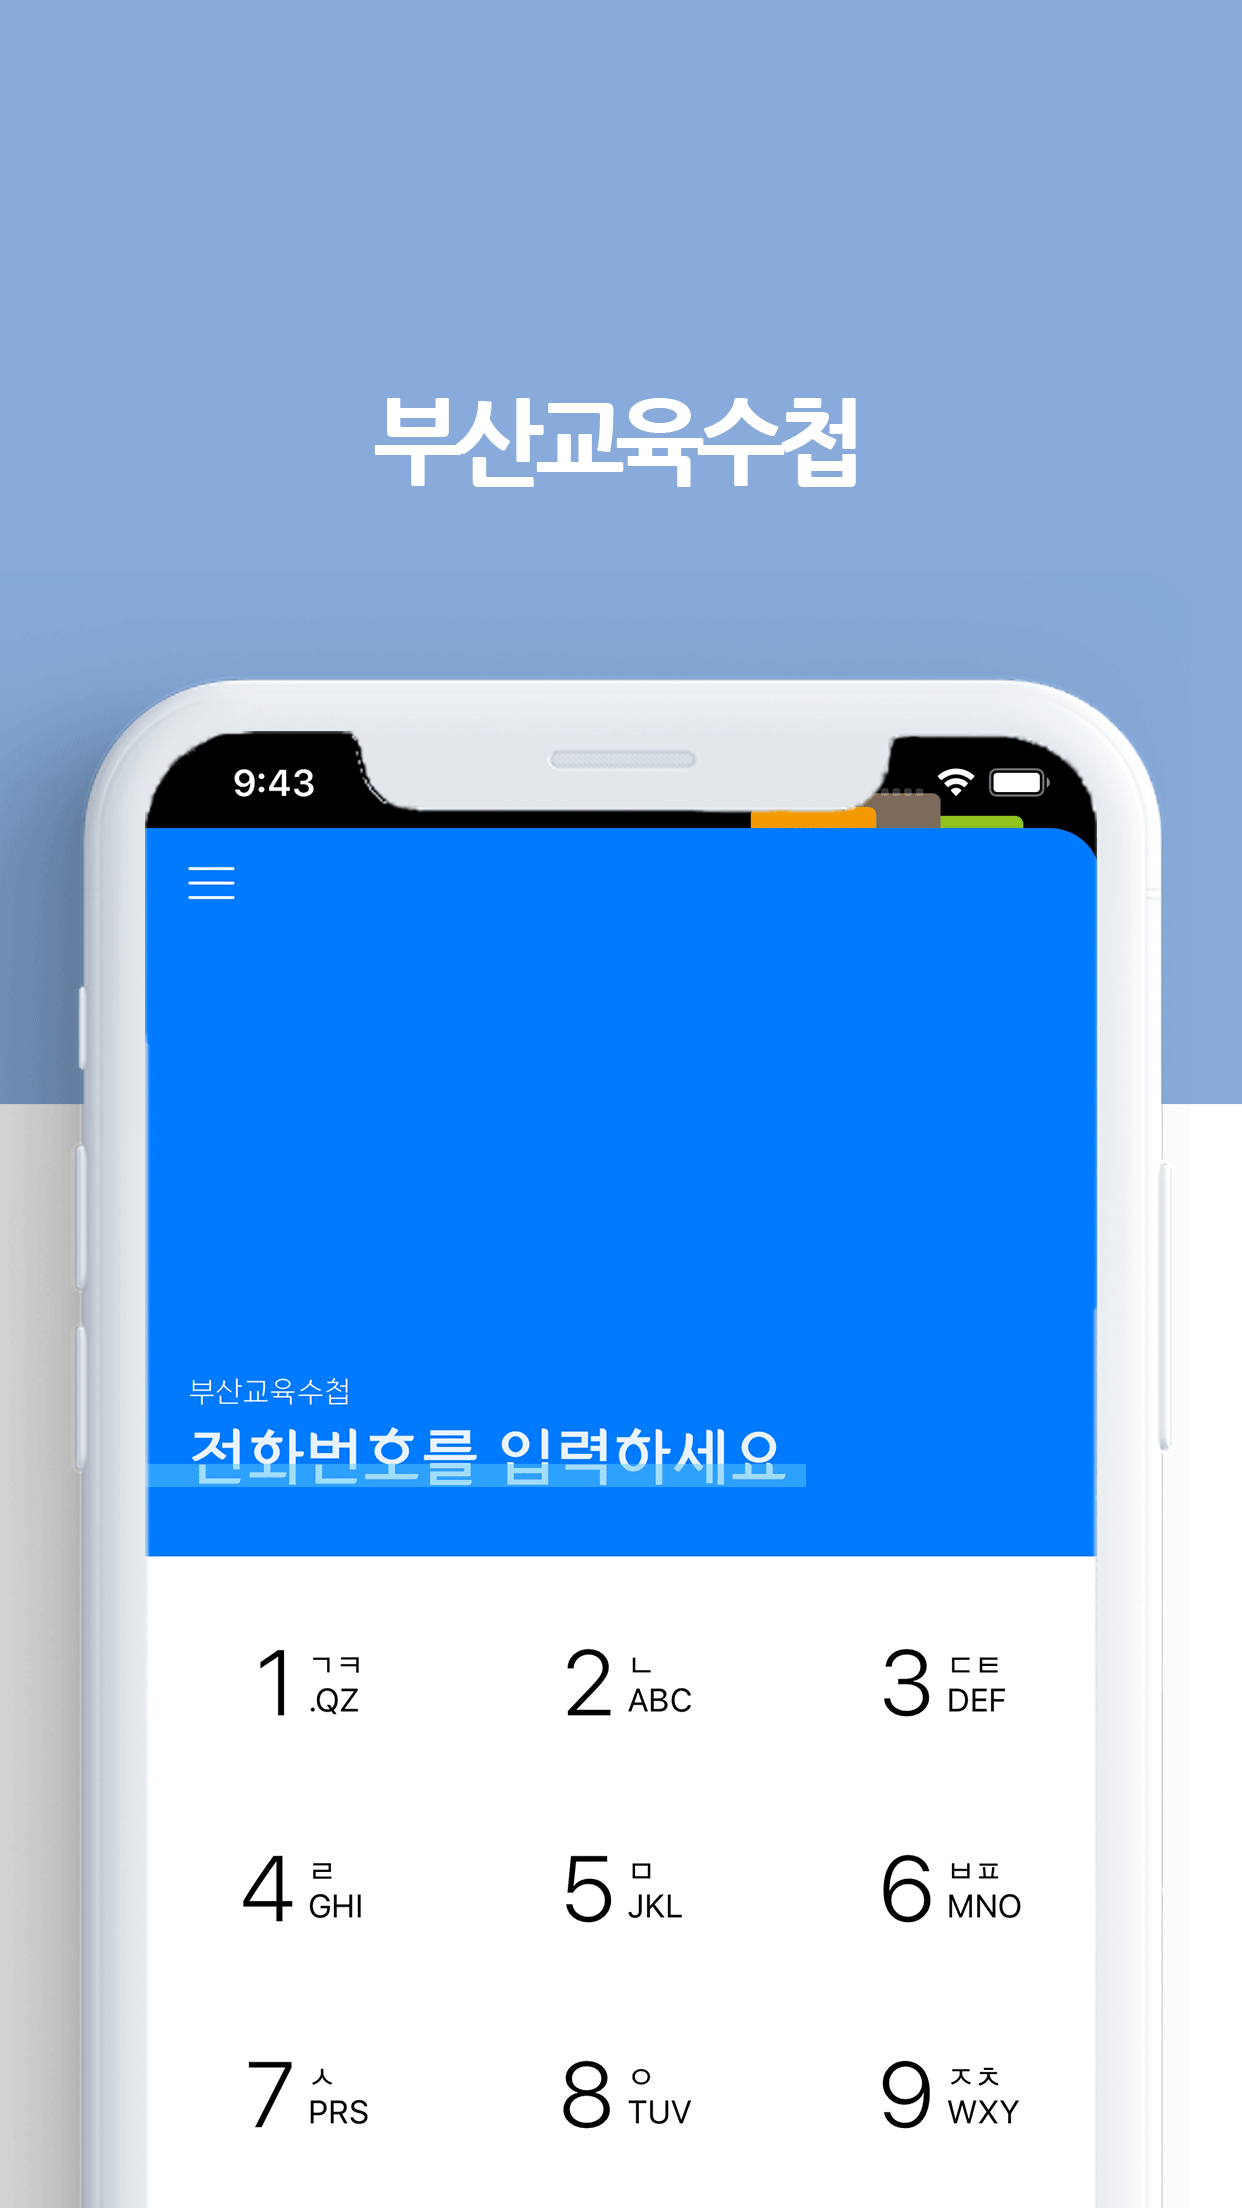 부산교육수첩
9:43
부산교육수첩
전화번호를 입력하세요
1 ㄱㅋ .QZ
2 ㄴ ABC
3 ㄷㅌ DEF
4 ㄹ GHI
5 ㅁ JKL
6 ㅂㅍ MNO
7 ㅅ PRS
8 ㅇ TUV
9 ㅈㅊ WXY